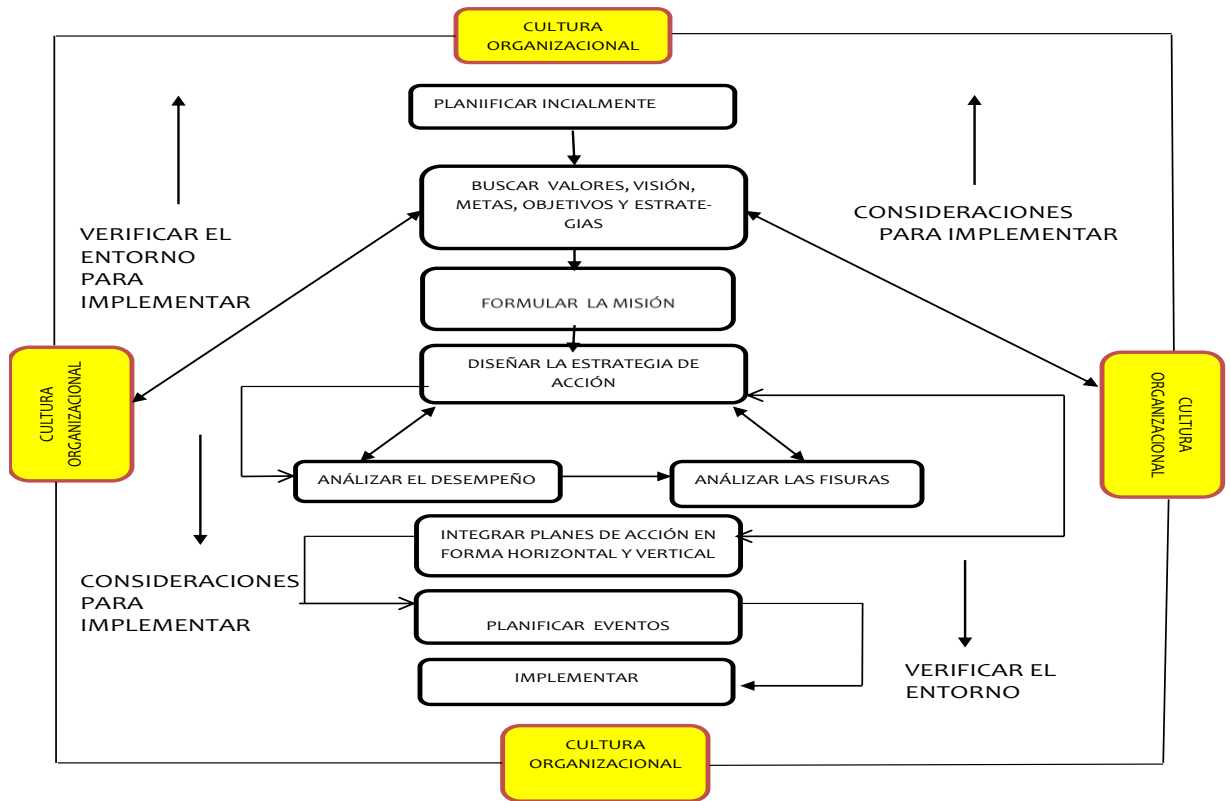 CULTURA
ORGANIZACIONAL
PLANIIFICAR INCIALMENTE
BUSCAR VALORES, VISIÓN,
METAS, OBJETIVOS Y ESTRATE-
GIAS
VERIFICAR EL
ENTORNO
PARA
IMPLEMENTAR
CONSIDERACIONES
PARA IMPLEMENTAR
FORMULAR LA MISIÓN
DISEÑAR LA ESTRATEGIA DE
ACCIÓN
CULTURA
ORGANIZACIONAL
CULTURA
ORGANIZACIONAL
ANÁLIZAR EL DESEMPEÑO
ANÁLIZAR LAS FISURAS
INTEGRAR PLANES DE ACCIÓN EN
FORMA HORIZONTAL Y VERTICAL
CONSIDERACIONES
PARA
IMPLEMENTAR
PLANIFICAR EVENTOS
IMPLEMENTAR
VERIFICAR EL
ENTORNO
CULTURA
ORGANIZACIONAL